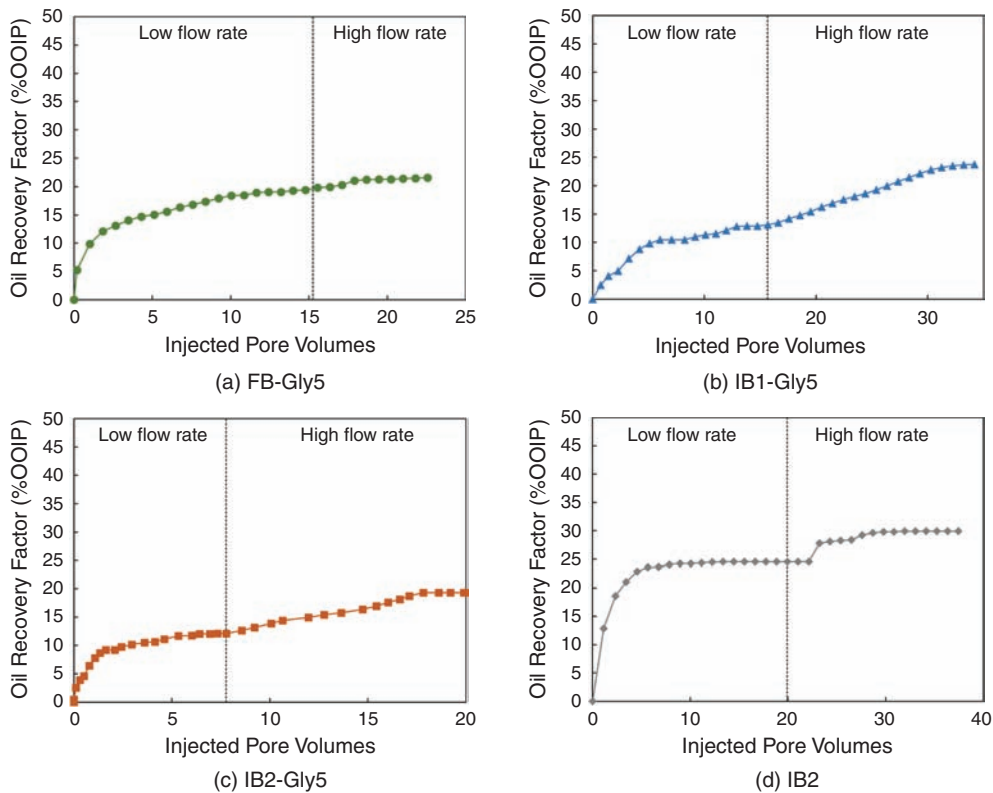 Oil Recovery Factor (%OOIP)
50
45
40
35
30
25
20
15
10
5
0
Low flow rate
High flow rate
0 5 10 15 20 25
Injected Pore Volumes
(a) FB-Gly5
Oil Recovery Factor (%OOIP)
50
45
40
35
30
25
20
15
10
5
0
Low flow rate
High flow rate
0 10 20 30
Injected Pore Volumes
(b) IB1-Gly5
Oil Recovery Factor (%OOIP)
50
45
40
35
30
25
20
15
10
5
0
Low flow rate
High flow rate
0 5 10 15 20
Injected Pore Volumes
(c) IB2-Gly5
Oil Recovery Factor (%OOIP)
50
45
40
35
30
25
20
15
10
5
0
Low flow rate
High flow rate
0 10 20 30 40
Injected Pore Volumes
(d) IB2